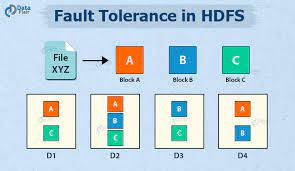 Data
Flair
Fault Tolerance in HDFS
File
XYZ
A B C
Block A Block B Block C
A A B A
B
C C C C
D1 D2 D3 D4